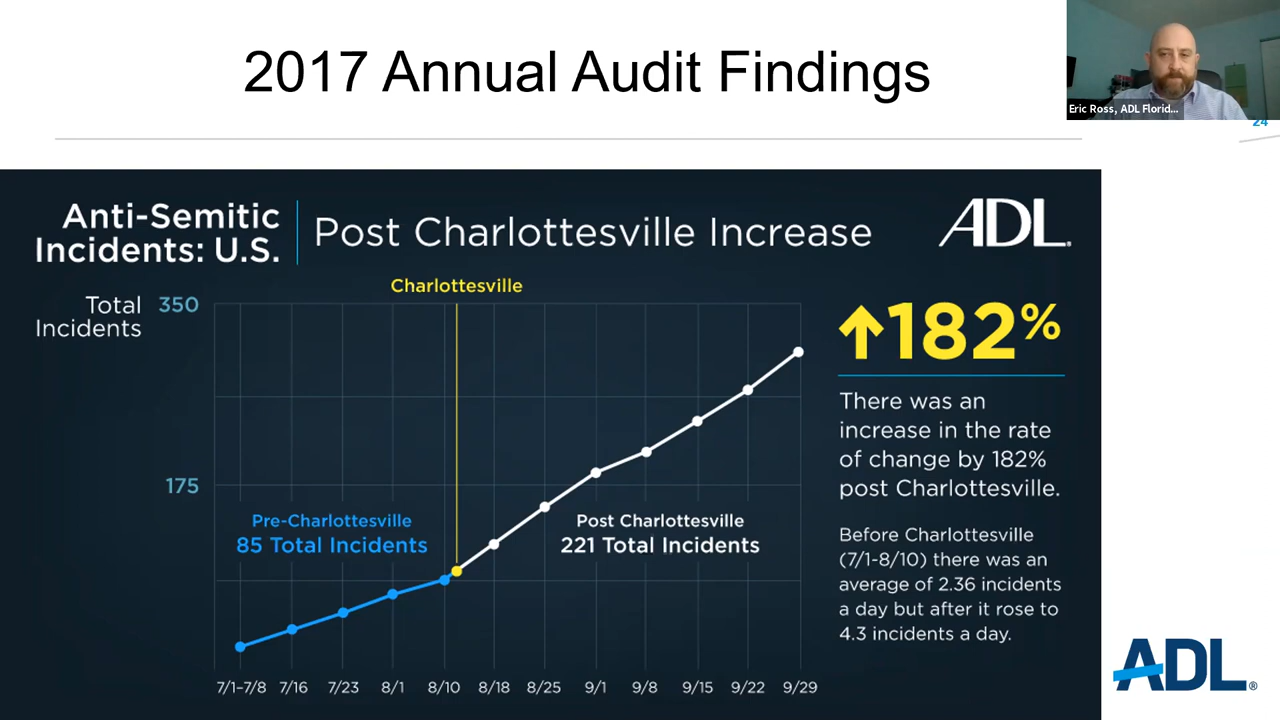 2017 Annual Audit Findings
Eric Ross, ADL Florid...
24
Anti-Semitic
Incidents: U.S.
Post Charlottesville Increase
ADL.
Charlottesville
Total
Incidents
350
175
Pre-Charlottesville
85 Total Incidents
Post Charlottesville
221 Total Incidents
7/1-7/8 7/16 7/23 8/1 8/10 8/18 8/25 9/1 9/8 9/15 9/22 9/29
182%
There was an
increase in the rate
of change by 182%
post Charlottesville.
Before Charlottesville
(7/1-8/10) there was an
average of 2.36 incidents
a day but after it rose to
4.3 incidents a day.
ADL®